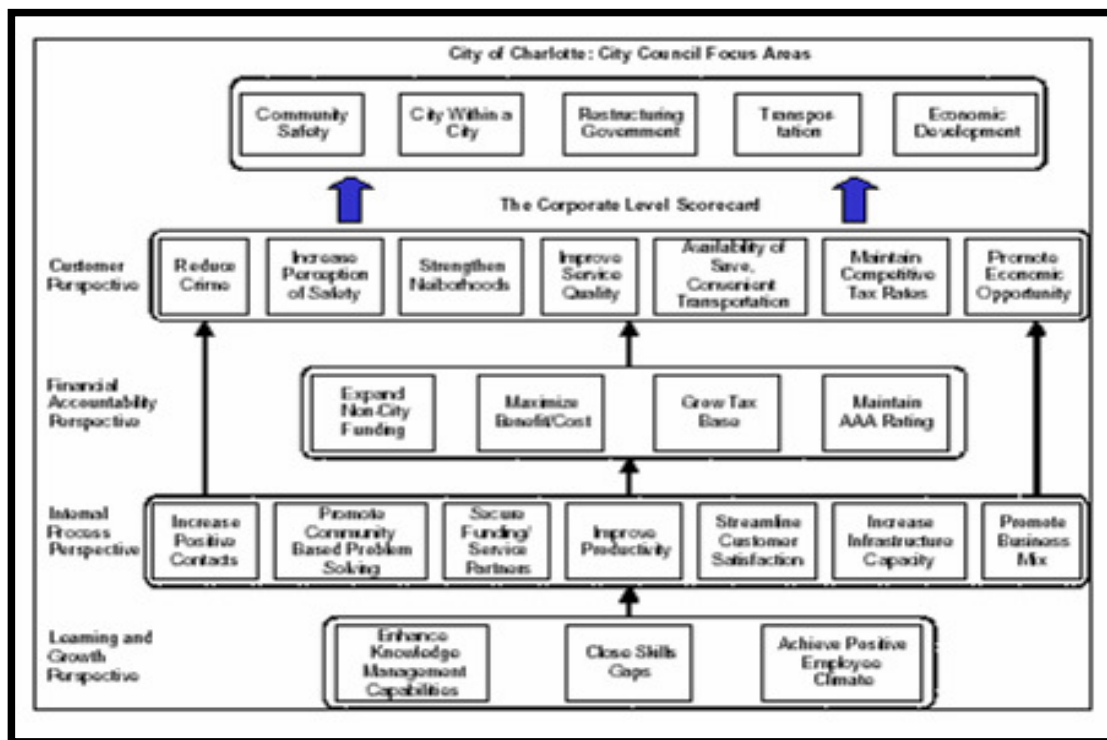 City of Charlotte: City Council Focus Areas
Community
Safety
City Within a
City
Restructuring
Government
Transpor-
tation
Economic
Development
The Corporate Level Scorecard
Customer
Perspective
Reduce
Crime
Increase
Perception
of Safety
Strengthen
Neiborhoods
Improve
Service
Quality
Availability of
Save,
Convenient
Transportation
Maintain
Competitive
Tax Rates
Promote
Economic
Opportunity
Financial
Accountability
Perspective
Expand
Non-City
Funding
Maximize
Benefit/Cost
Grow Tax
Base
Maintain
AAA Rating
Internal
Process
Perspective
Increase
Positive
Contacts
Promote
Community
Based Problem
Solving
Secure
Funding/
Service
Partners
Improve
Productivity
Streamline
Customer
Satisfaction
Increase
Infrastructure
Capacity
Promote
Business
Mix
Learning and
Growth
Perspective
Enhance
Knowledge
Management
Capabilities
Close Skills
Gaps
Achieve Positive
Employee
Climate